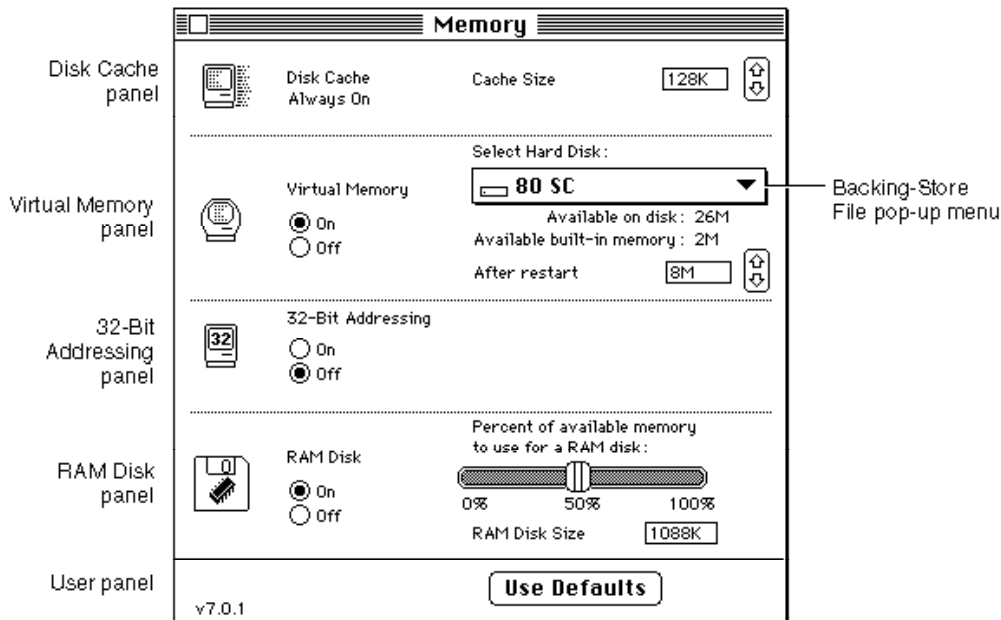 Memory
Disk Cache
panel
Disk Cache
Always On
Cache Size
128K
Virtual Memory
panel
Virtual Memory
On
Off
Select Hard Disk:
80 SC
Available on disk: 26M
Available built-in memory: 2M
After restart
8M
Backing-Store
File pop-up menu
32-Bit
Addressing
panel
32
32-Bit Addressing
On
Off
RAM Disk
panel
RAM Disk
On
Off
Percent of available memory
to use for a RAM disk:
0% 50% 100%
RAM Disk Size
1088K
User panel
v7.0.1
Use Defaults